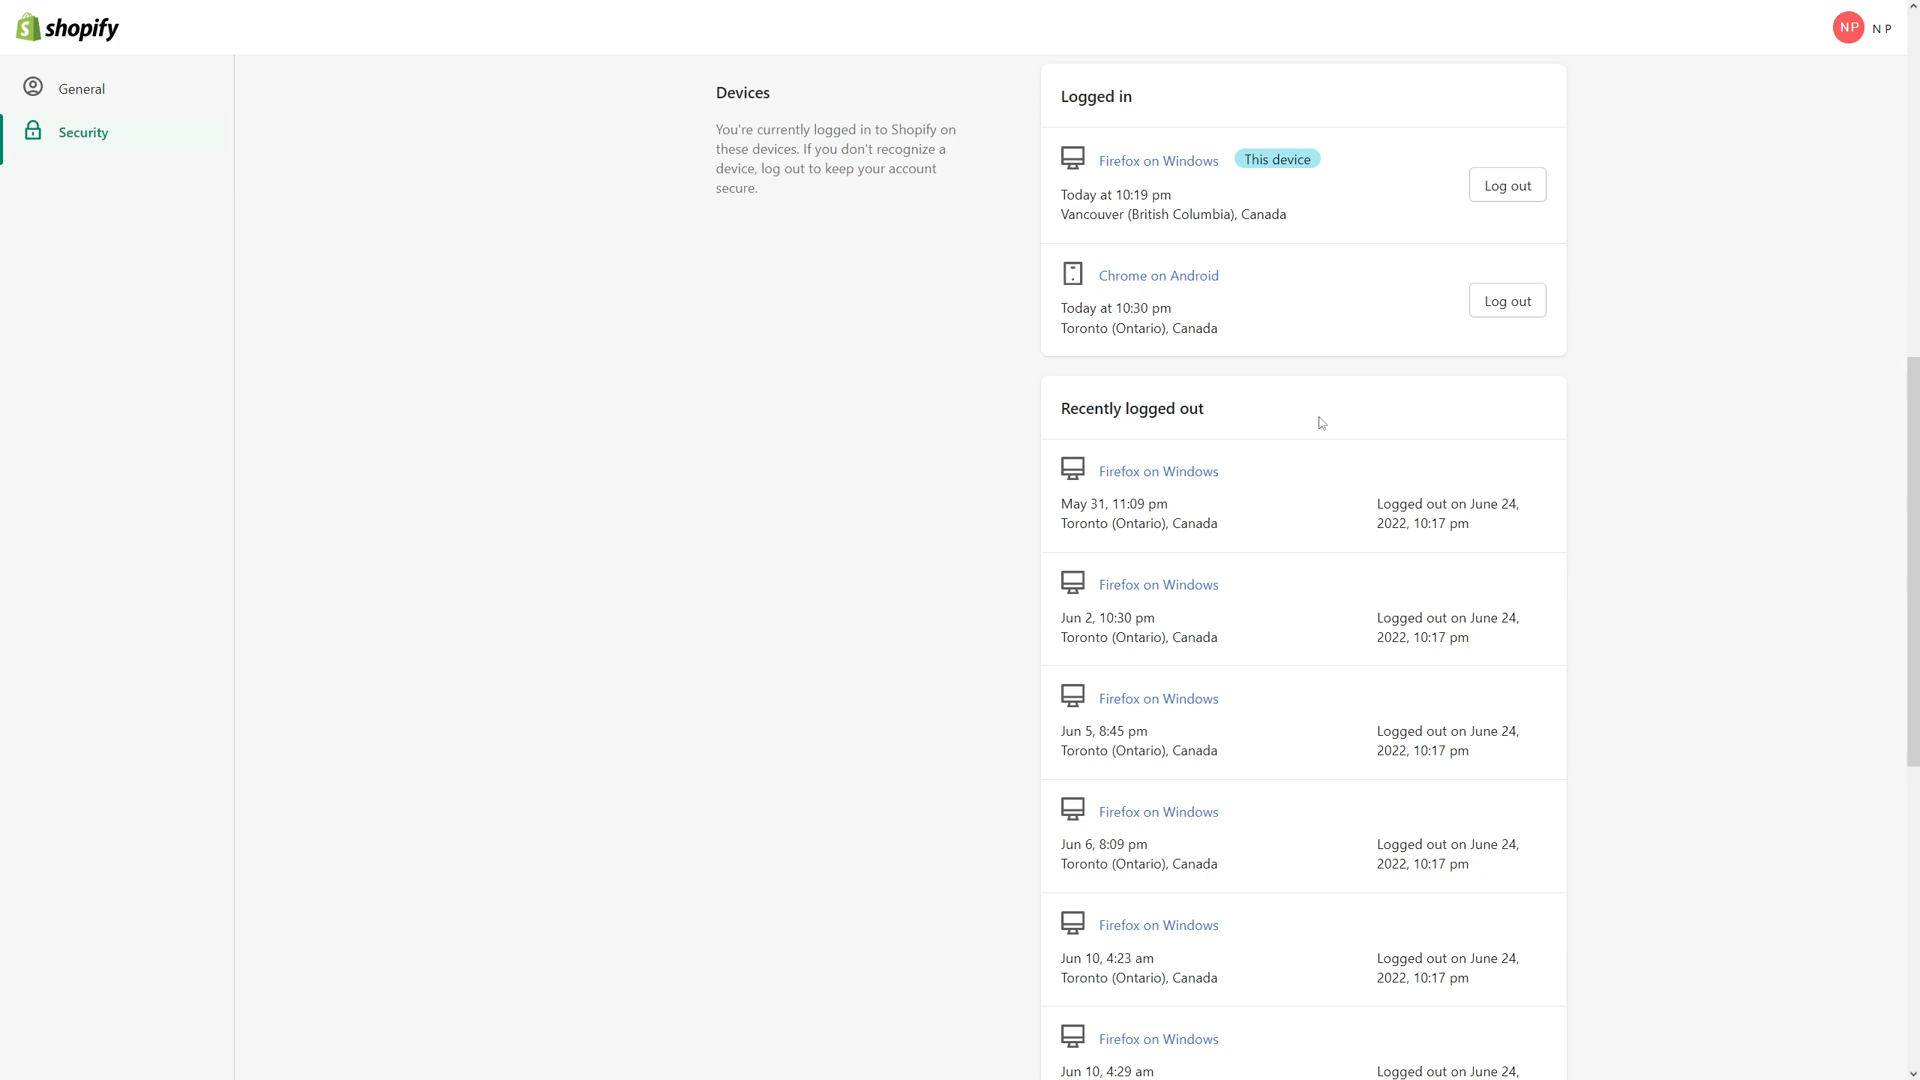 shopify
NP
N P
General
Security
Devices
You're currently logged in to Shopify on
these devices. If you don't recognize a
device, log out to keep your account
secure.
Logged in
Firefox on Windows
This device
Today at 10:19 pm
Vancouver (British Columbia), Canada
Log out
Chrome on Android
Today at 10:30 pm
Toronto (Ontario), Canada
Log out
Recently logged out
Firefox on Windows
May 31, 11:09 pm
Toronto (Ontario), Canada
Logged out on June 24,
2022, 10:17 pm
Firefox on Windows
Jun 2, 10:30 pm
Toronto (Ontario), Canada
Logged out on June 24,
2022, 10:17 pm
Firefox on Windows
Jun 5, 8:45 pm
Toronto (Ontario), Canada
Logged out on June 24,
2022, 10:17 pm
Firefox on Windows
Jun 6, 8:09 pm
Toronto (Ontario), Canada
Logged out on June 24,
2022, 10:17 pm
Firefox on Windows
Jun 10, 4:23 am
Toronto (Ontario), Canada
Logged out on June 24,
2022, 10:17 pm
Firefox on Windows
Jun 10, 4:29 am
Logged out on June 24,